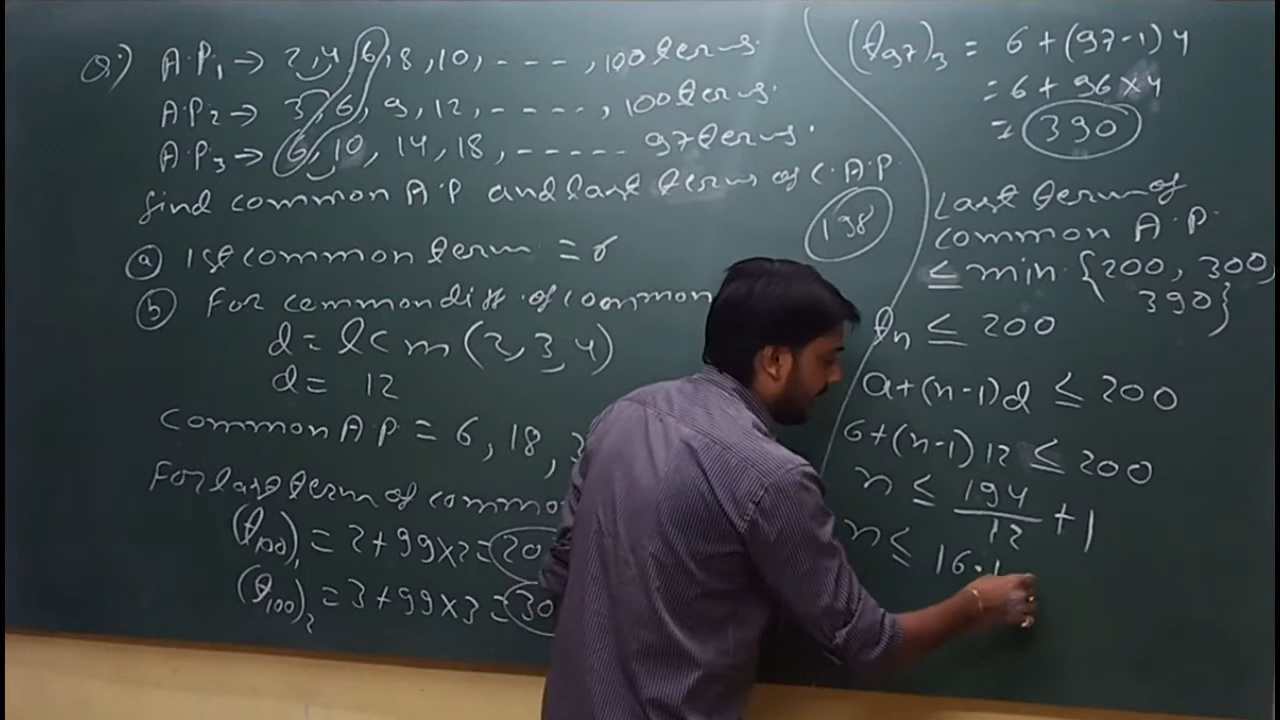 Q.) A.P1 → 2, 4, 6, 8, 10, - - - -, 100 terms.
A.P2 → 3, 6, 9, 12, - - - - -, 100 terms.
A.P3 → 6, 10, 14, 18, - - - - - 97 terms.
find common A.P and last terms of C.A.P.
198
(a) 1st common term = 6
(b) For common diff. of common
d = lcm (2, 3, 4)
d = 12
common A.P. = 6, 18,
For last term of common
(t100) = 2+99×2 = 20
(t100)2 = 3+99×3 = 30
(t97)3 = 6+(97-1)4
= 6+96×4
= 390
Last term of
common A.P.
≤ min {200, 300,
390}
tn ≤ 200
a+(n-1)d ≤ 200
6+(n-1)12 ≤ 200
n ≤ 194/12 + 1
n ≤ 16.1